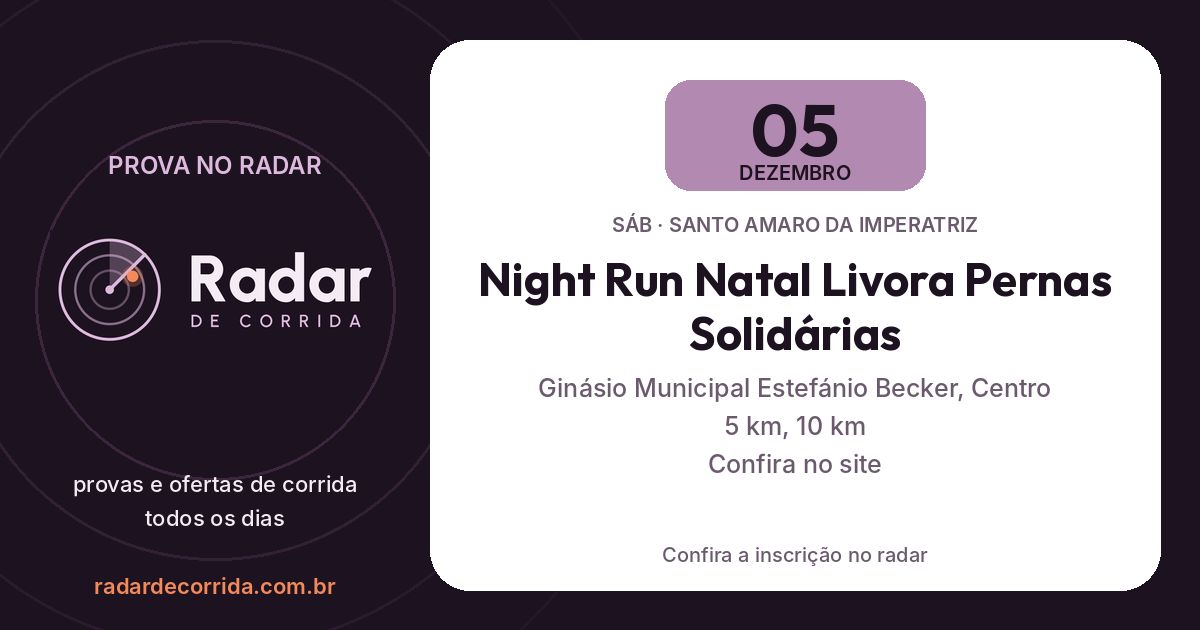 PROVA NO RADAR
Radar
DE CORRIDA
provas e ofertas de corrida
todos os dias
radardecorrida.com.br
05
DEZEMBRO
SÁB · SANTO AMARO DA IMPERATRIZ
Night Run Natal Livora Pernas
Solidárias
Ginásio Municipal Estefánio Becker, Centro
5 km, 10 km
Confira no site
Confira a inscrição no radar